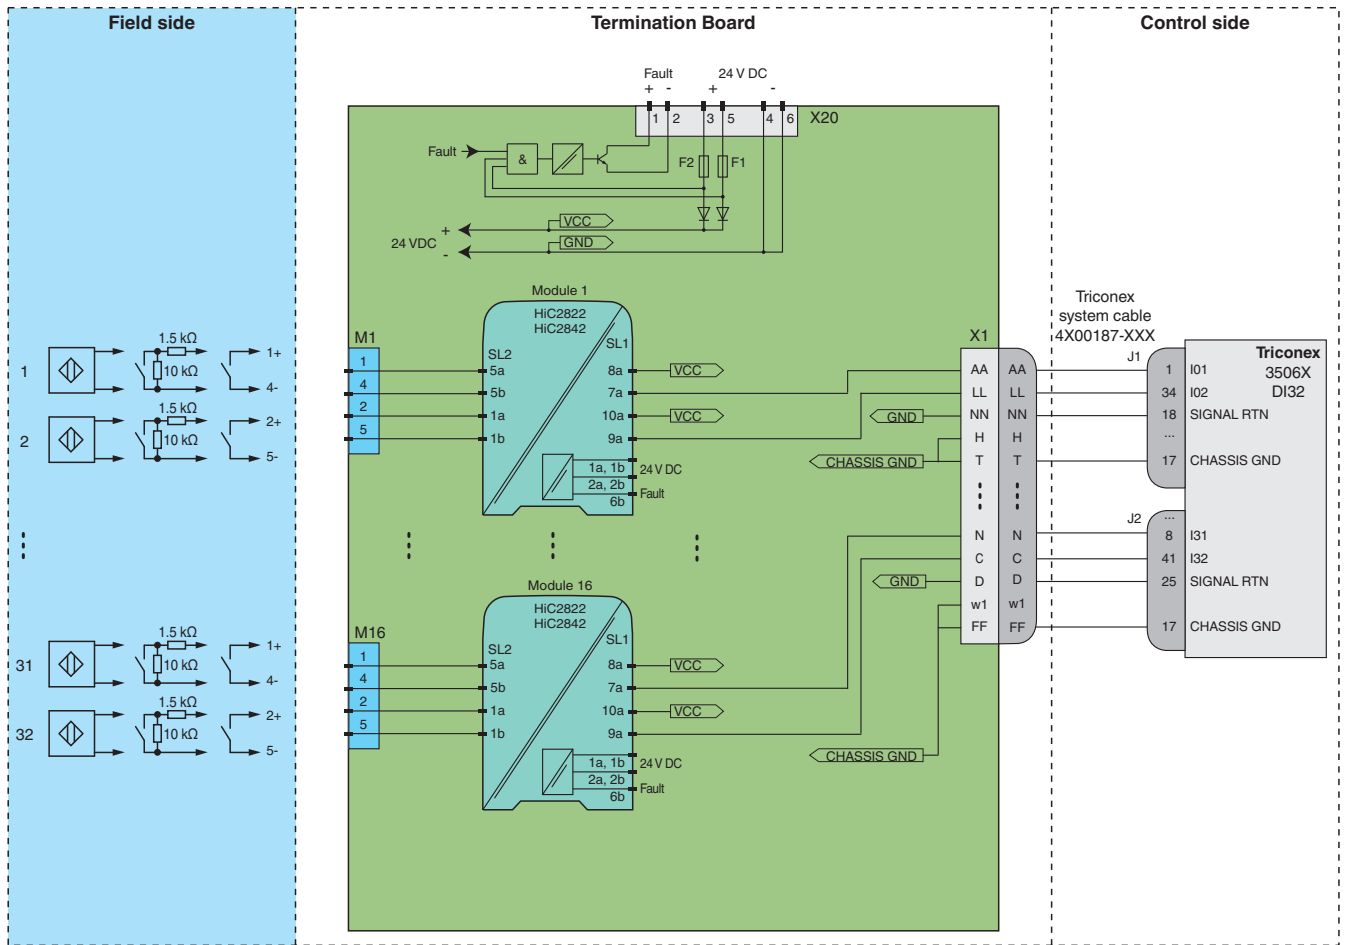 Field side
Termination Board
Control side
Fault
24 V DC
+ - + -
1 2 3 5 4 6 X20
Fault
&
F2 F1
VCC
+
24 VDC
-
GND
Module 1
HiC2822
HiC2842
M1
SL2
SL1
1 5a 8a VCC
4 5b 7a
2 1a 10a VCC
5 1b 9a
1a, 1b 24 V DC
2a, 2b
Fault
6b
1
1.5 kΩ
10 kΩ
1+
4-
2
1.5 kΩ
10 kΩ
2+
5-
Triconex
system cable
4X00187-XXX
X1
J1
Triconex
3506X
DI32
AA AA 1 I01
LL LL 34 I02
GND NN NN 18 SIGNAL RTN
H H ...
CHASSIS GND T T 17 CHASSIS GND
J2 ...
N N 8 I31
C C 41 I32
GND D D 25 SIGNAL RTN
w1 w1
FF FF 17 CHASSIS GND
Module 16
HiC2822
HiC2842
M16
SL2
SL1
1 5a 8a VCC
4 5b 7a
2 1a 10a VCC
5 1b 9a
CHASSIS GND
1a, 1b 24 V DC
2a, 2b
Fault
6b
31
1.5 kΩ
10 kΩ
1+
4-
32
1.5 kΩ
10 kΩ
2+
5-